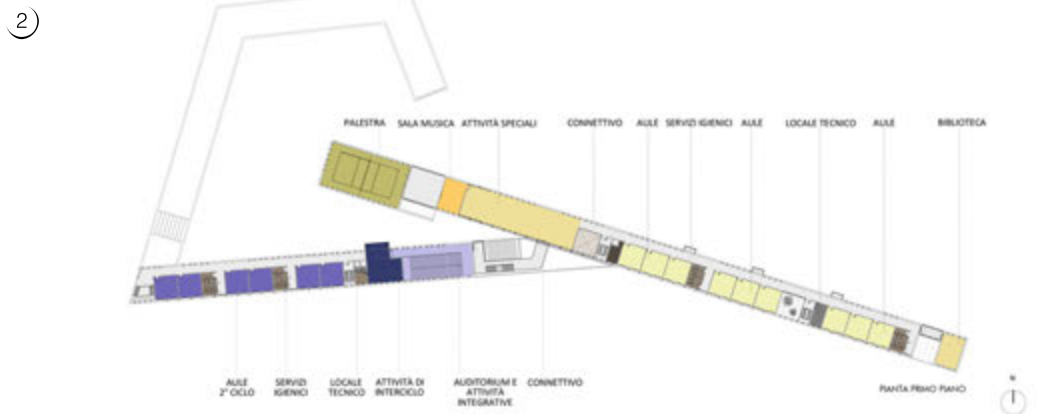 2
PALESTRA SALA MUSICA ATTIVITÀ SPECIALI CONNETTIVO AULE SERVIZI IGIENICI AULE LOCALE TECNICO AULE BIBLIOTECA
AULE
2° CICLO
SERVIZI
IGIENICI
LOCALE
TECNICO
ATTIVITÀ DI
INTERCICLO
AUDITORIUM E
ATTIVITÀ
INTEGRATIVE
CONNETTIVO
PIANTA PRIMO PIANO
N